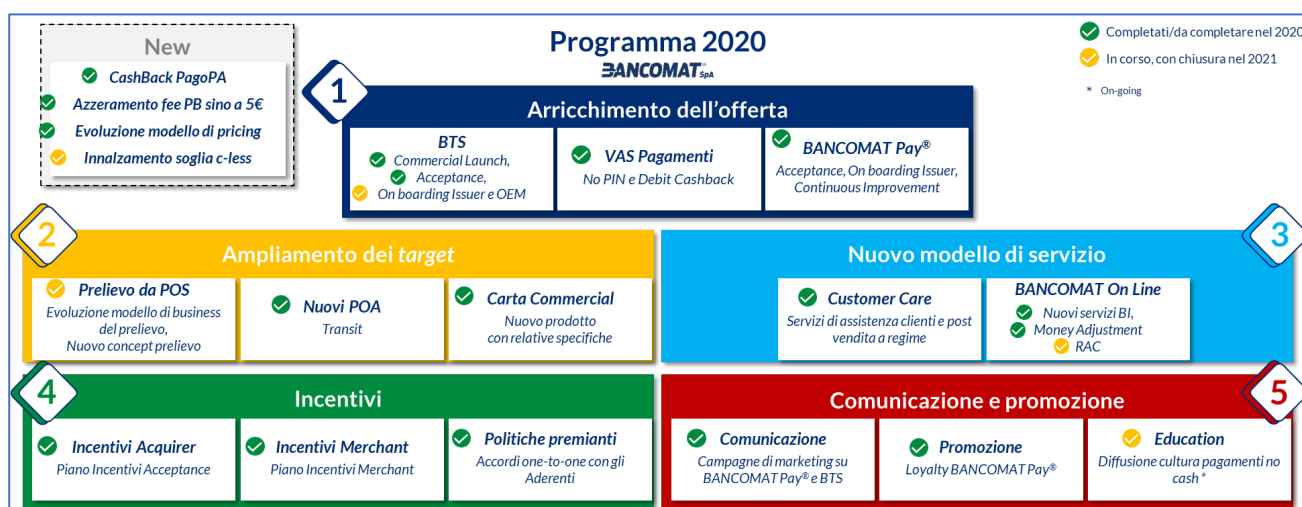 New
CashBack PagoPA
Azzeramento fee PB sino a 5€
Evoluzione modello di pricing
Innalzamento soglia c-less
Programma 2020
BANCOMAT SpA
Completati/da completare nel 2020
In corso, con chiusura nel 2021
* On-going
1
Arricchimento dell'offerta
BTS
Commercial Launch,
Acceptance,
On boarding Issuer e OEM
VAS Pagamenti
No PIN e Debit Cashback
BANCOMAT Pay®
Acceptance, On boarding Issuer,
Continuous Improvement
2
Ampliamento dei target
Prelievo da POS
Evoluzione modello di business
del prelievo,
Nuovo concept prelievo
Nuovi POA
Transit
Carta Commercial
Nuovo prodotto
con relative specifiche
3
Nuovo modello di servizio
Customer Care
Servizi di assistenza clienti e post
vendita a regime
BANCOMAT On Line
Nuovi servizi BI,
Money Adjustment
RAC
4
Incentivi
Incentivi Acquirer
Piano Incentivi Acceptance
Incentivi Merchant
Piano Incentivi Merchant
Politiche premianti
Accordi one-to-one con gli
Aderenti
5
Comunicazione e promozione
Comunicazione
Campagne di marketing su
BANCOMAT Pay® e BTS
Promozione
Loyalty BANCOMAT Pay®
Education
Diffusione cultura pagamenti no
cash *